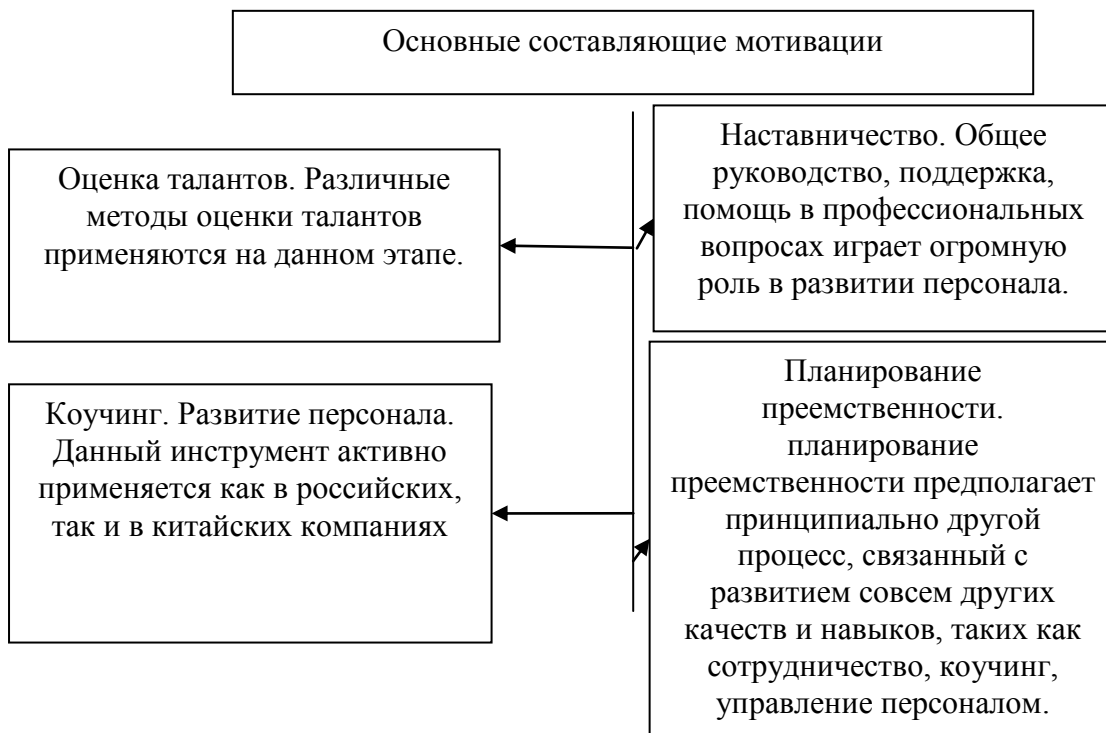 Основные составляющие мотивации
Оценка талантов. Различные
методы оценки талантов
применяются на данном этапе.
Наставничество. Общее
руководство, поддержка,
помощь в профессиональных
вопросах играет огромную
роль в развитии персонала.
Коучинг. Развитие персонала.
Данный инструмент активно
применяется как в российских,
так и в китайских компаниях
Планирование
преемственности.
планирование
преемственности предполагает
принципиально другой
процесс, связанный с
развитием совсем других
качеств и навыков, таких как
сотрудничество, коучинг,
управление персоналом.